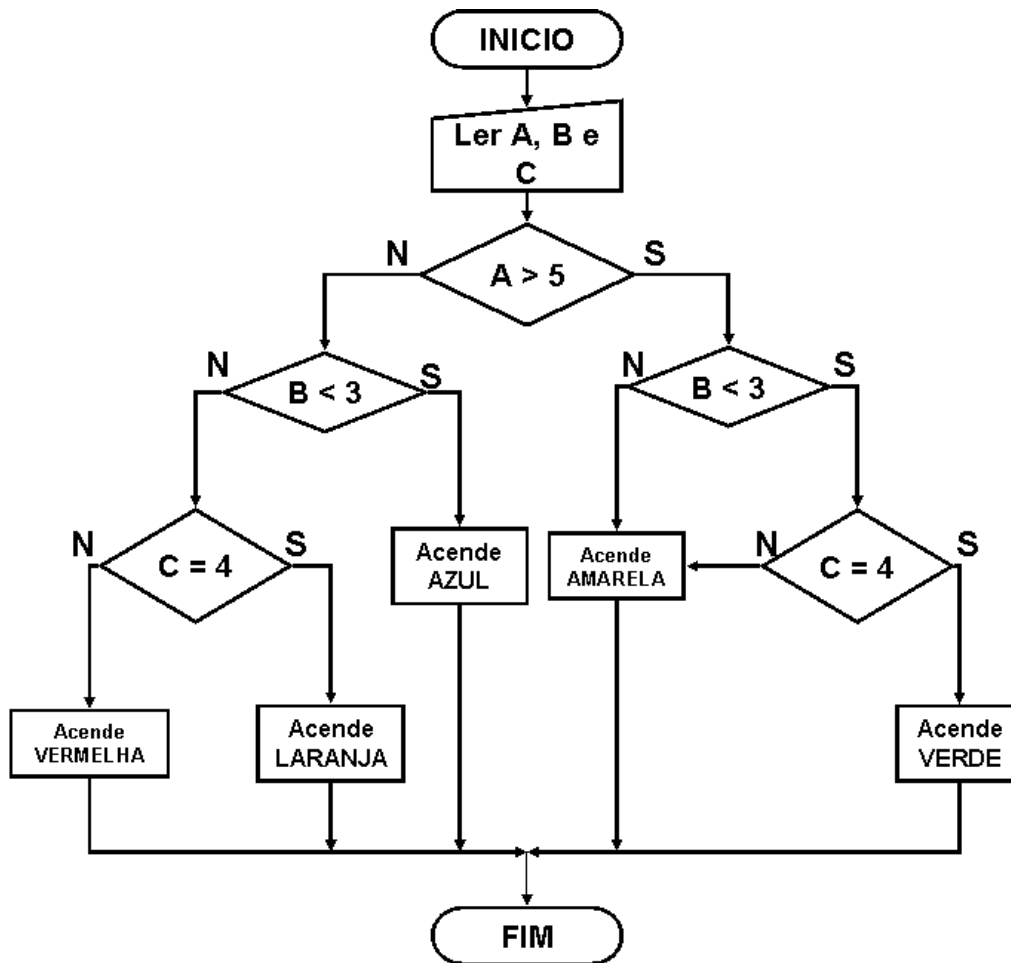 INICIO
Ler A, B e
C
N
A > 5
S
N
B < 3
S
N
B < 3
S
N
C = 4
S
Acende
AZUL
Acende
AMARELA
N
C = 4
S
Acende
VERMELHA
Acende
LARANJA
Acende
VERDE
FIM